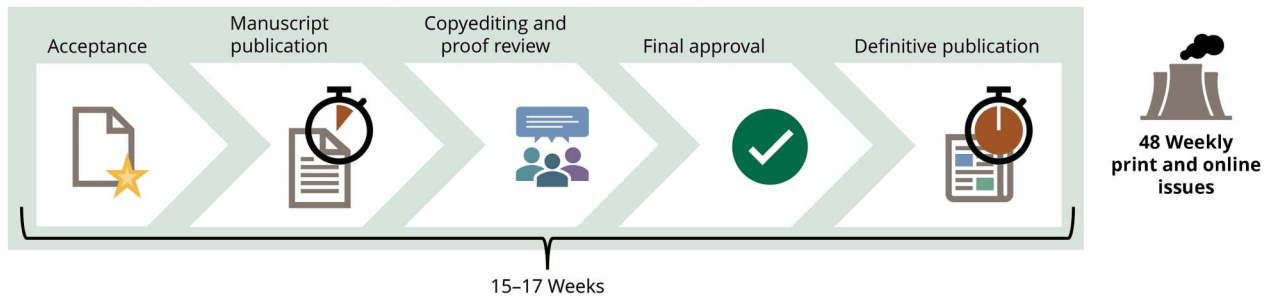 Acceptance
Manuscript
publication
Copyediting and
proof review
Final approval
Definitive publication
15–17 Weeks
48 Weekly
print and online
issues